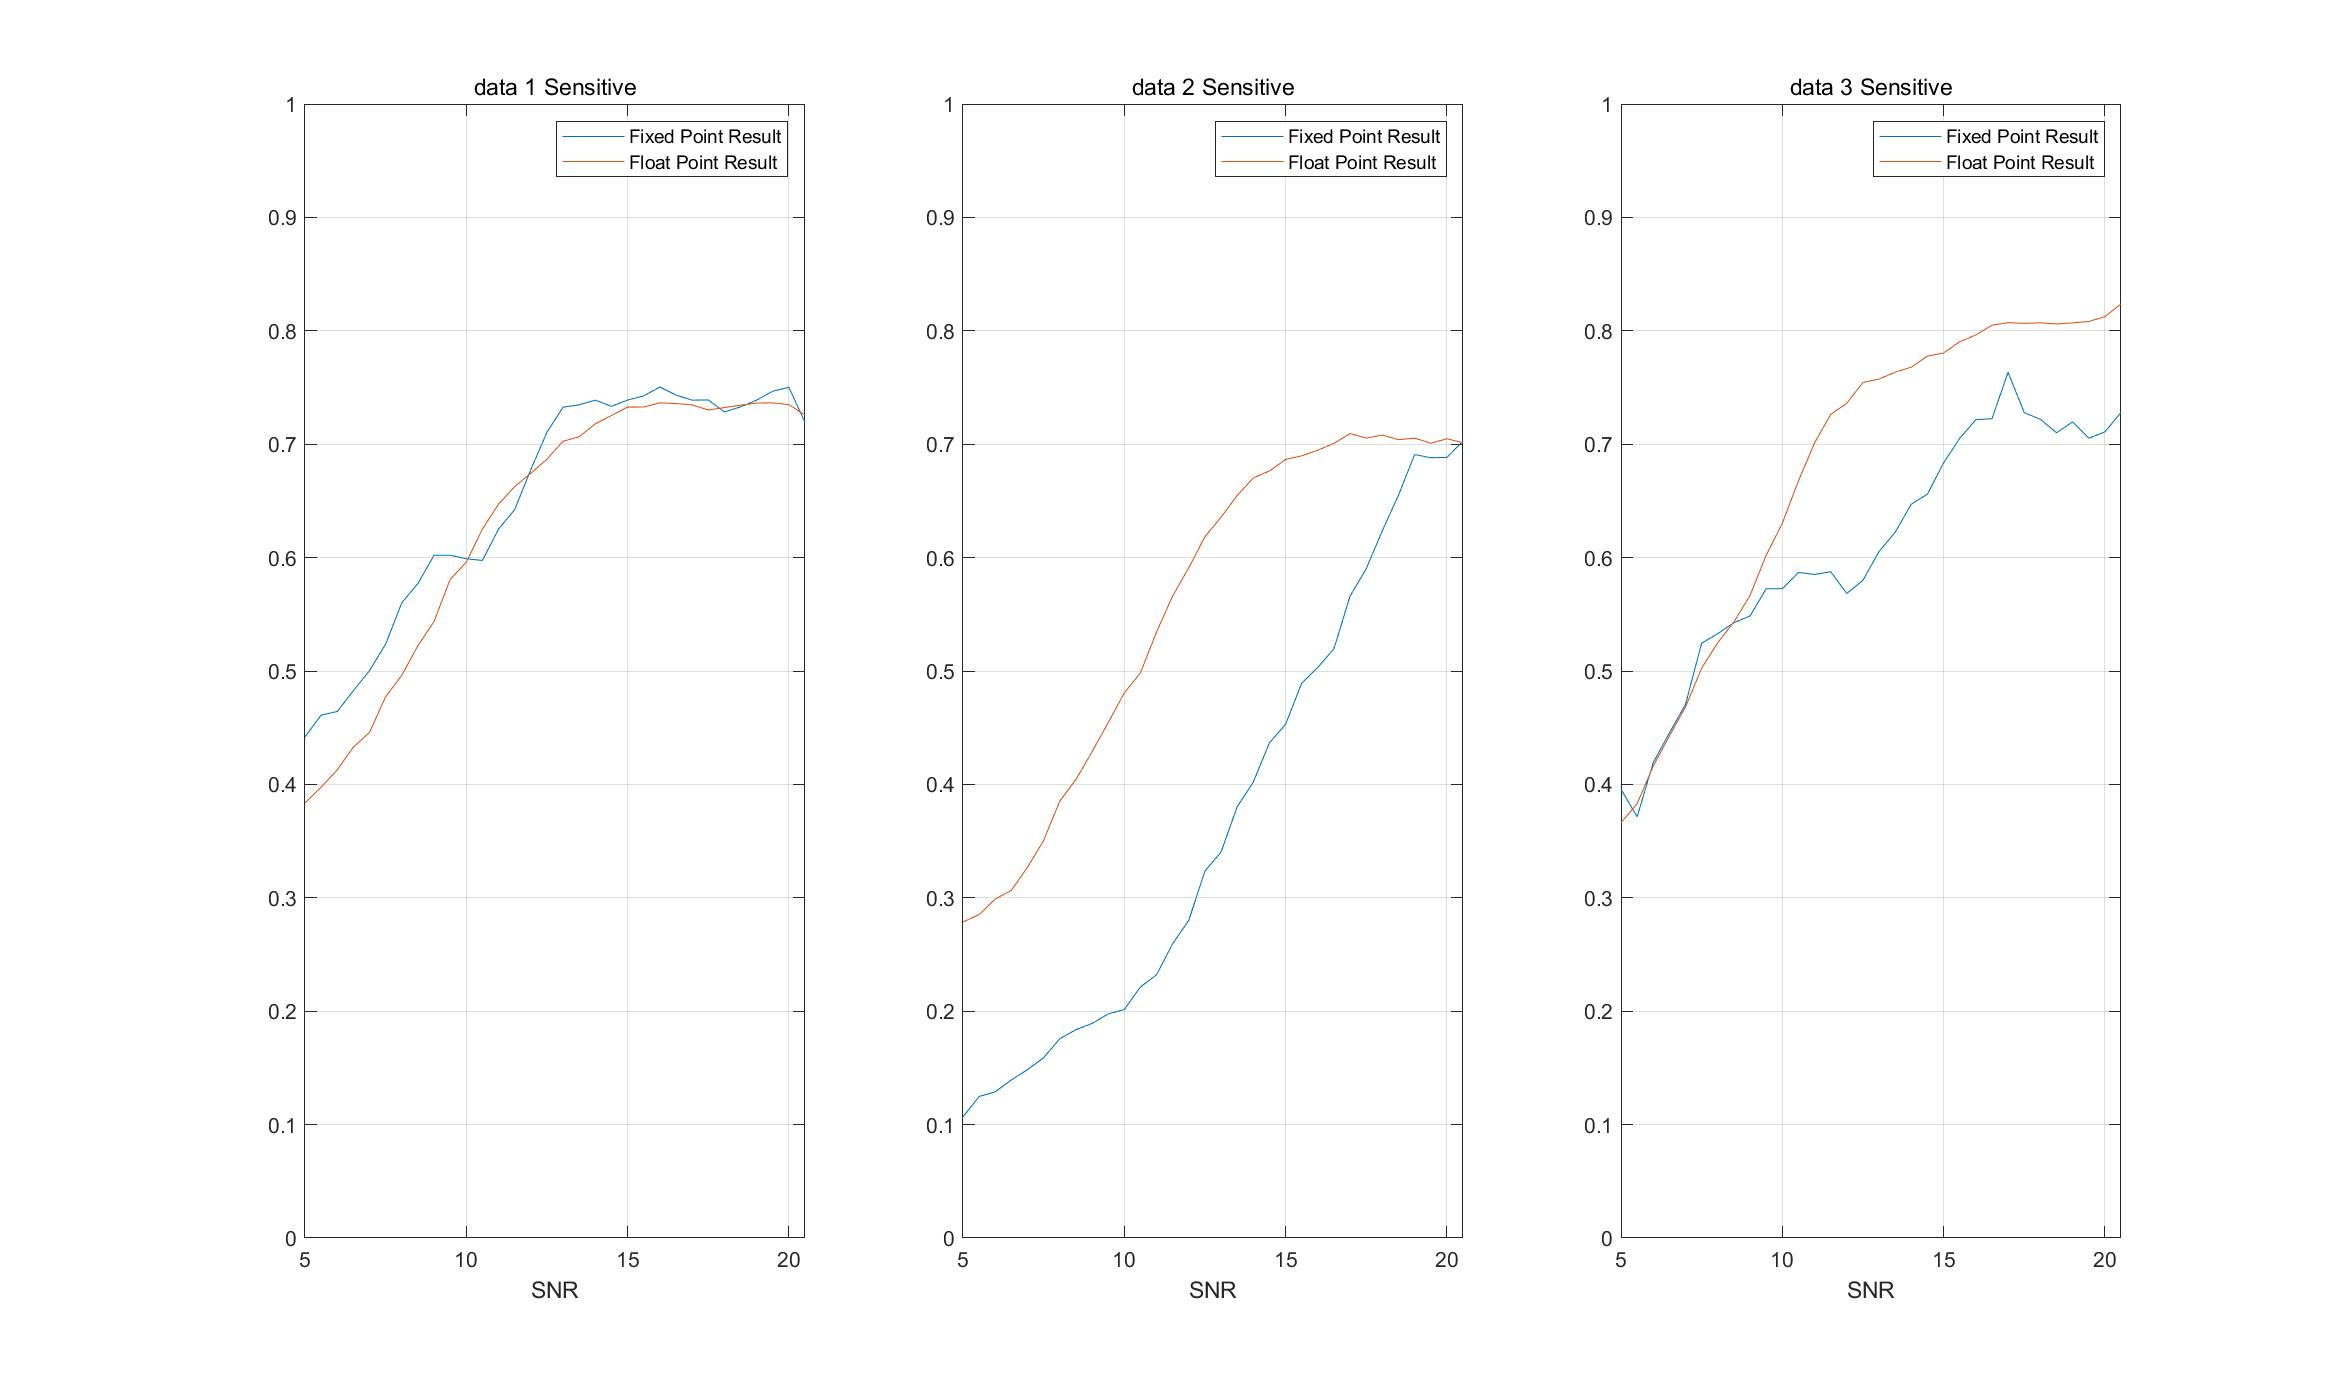 data 1 Sensitive
Fixed Point Result
Float Point Result
1
0.9
0.8
0.7
0.6
0.5
0.4
0.3
0.2
0.1
0
5 10 15 20
SNR
data 2 Sensitive
Fixed Point Result
Float Point Result
1
0.9
0.8
0.7
0.6
0.5
0.4
0.3
0.2
0.1
0
5 10 15 20
SNR
data 3 Sensitive
Fixed Point Result
Float Point Result
1
0.9
0.8
0.7
0.6
0.5
0.4
0.3
0.2
0.1
0
5 10 15 20
SNR